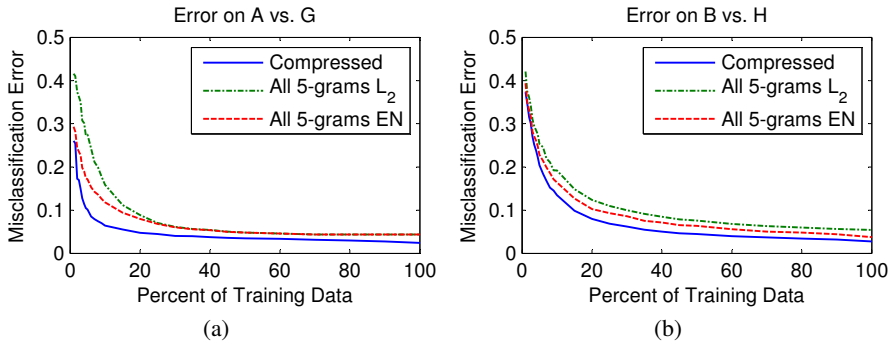 Error on A vs. G
Misclassification Error
0.5
0.4
0.3
0.2
0.1
0
Compressed
All 5-grams L2
All 5-grams EN
0 20 40 60 80 100
Percent of Training Data
(a)
Error on B vs. H
Misclassification Error
0.5
0.4
0.3
0.2
0.1
0
Compressed
All 5-grams L2
All 5-grams EN
0 20 40 60 80 100
Percent of Training Data
(b)